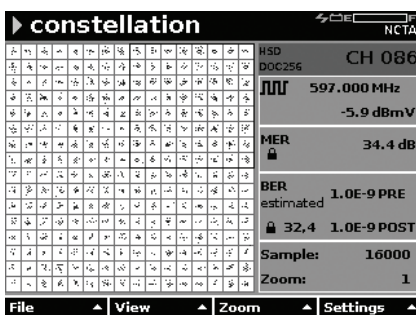 constellation
E F
NCTA
HSD
DOC256
CH 086
597.000 MHz
-5.9 dBmV
MER
34.4 dB
BER
estimated
1.0E-9 PRE
32,4 1.0E-9 POST
Sample: 16000
Zoom: 1
File View Zoom Settings